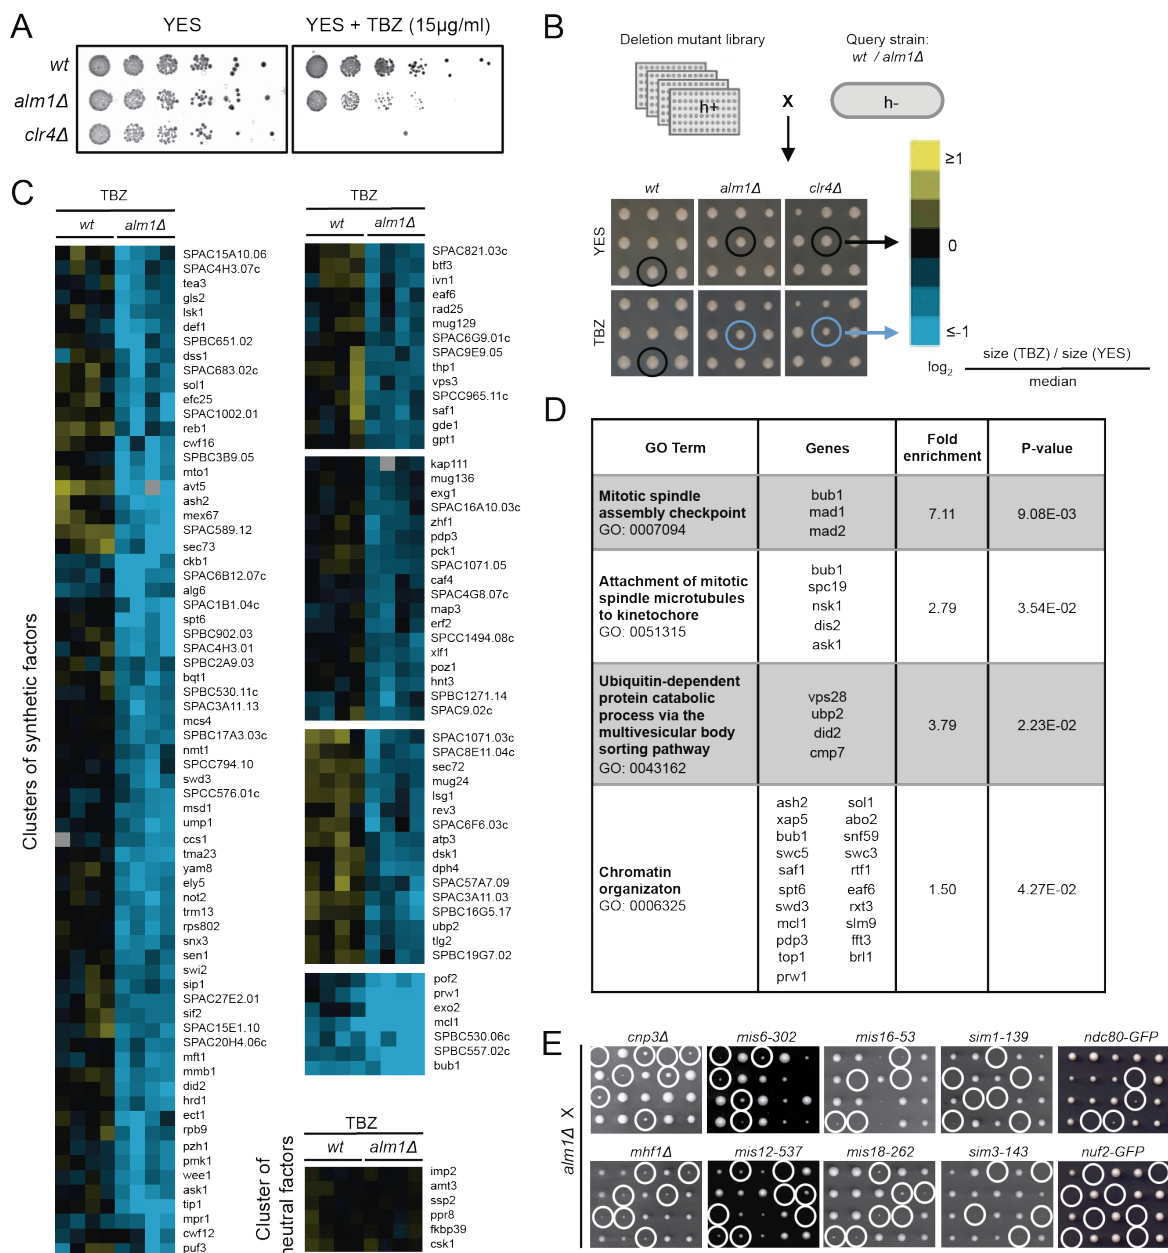 A
YES
YES + TBZ (15µg/ml)
wt
alm1Δ
clr4Δ
B
Deletion mutant library
Query strain:
wt / alm1Δ
h+
X
h-
wt
alm1Δ
clr4Δ
YES
TBZ
≥1
0
≤-1
log2
size (TBZ) / size (YES)
median
C
Clusters of synthetic factors
TBZ
wt
alm1Δ
SPAC15A10.06
SPAC4H3.07c
tea3
gls2
lsk1
def1
SPBC651.02
dss1
SPAC683.02c
sol1
efc25
SPAC1002.01
reb1
cwf16
SPBC3B9.05
mto1
avt5
ash2
mex67
SPAC589.12
sec73
ckb1
SPAC6B12.07c
alg6
SPAC1B1.04c
spt6
SPBC902.03
SPAC4H3.01
SPBC2A9.03
bqt1
SPBC530.11c
SPAC3A11.13
mcs4
SPBC17A3.03c
nmt1
SPCC794.10
swd3
SPCC576.01c
msd1
ump1
ccs1
tma23
yam8
ely5
not2
trm13
rps802
snx3
sen1
swi2
sip1
SPAC27E2.01
sif2
SPAC15E1.10
SPAC20H4.06c
mft1
mmb1
did2
hrd1
ect1
rpb9
pzh1
pmk1
wee1
ask1
tip1
mpr1
cwf12
puf3
TBZ
wt
alm1Δ
SPAC821.03c
btf3
ivn1
eaf6
rad25
mug129
SPAC6G9.01c
SPAC9E9.05
thp1
vps3
SPCC965.11c
saf1
gde1
gpt1
kap111
mug136
exg1
SPAC16A10.03c
zhf1
pdp3
pck1
SPAC1071.05
caf4
SPAC4G8.07c
map3
erf2
SPCC1494.08c
xlf1
poz1
hnt3
SPBC1271.14
SPAC9.02c
SPAC1071.03c
SPAC8E11.04c
sec72
mug24
lsg1
rev3
SPAC6F6.03c
atp3
dsk1
dph4
SPAC57A7.09
SPAC3A11.03
SPBC16G5.17
ubp2
tlg2
SPBC19G7.02
pof2
prw1
exo2
mcl1
SPBC530.06c
SPBC557.02c
bub1
Cluster of
neutral factors
TBZ
wt
alm1Δ
imp2
amt3
ssp2
ppr8
fkbp39
csk1
D
GO Term
Genes
Fold
enrichment
P-value
Mitotic spindle
assembly checkpoint
GO: 0007094
bub1
mad1
mad2
7.11
9.08E-03
Attachment of mitotic
spindle microtubules
to kinetochore
GO: 0051315
bub1
spc19
nsk1
dis2
ask1
2.79
3.54E-02
Ubiquitin-dependent
protein catabolic
process via the
multivesicular body
sorting pathway
GO: 0043162
vps28
ubp2
did2
cmp7
3.79
2.23E-02
Chromatin
organizaton
GO: 0006325
ash2 sol1
xap5 abo2
bub1 snf59
swc5 swc3
saf1 rtf1
spt6 eaf6
swd3 rxt3
mcl1 slm9
pdp3 fft3
top1 brl1
prw1
1.50
4.27E-02
E
alm1Δ X
cnp3Δ
mis6-302
mis16-53
sim1-139
ndc80-GFP
mhf1Δ
mis12-537
mis18-262
sim3-143
nuf2-GFP